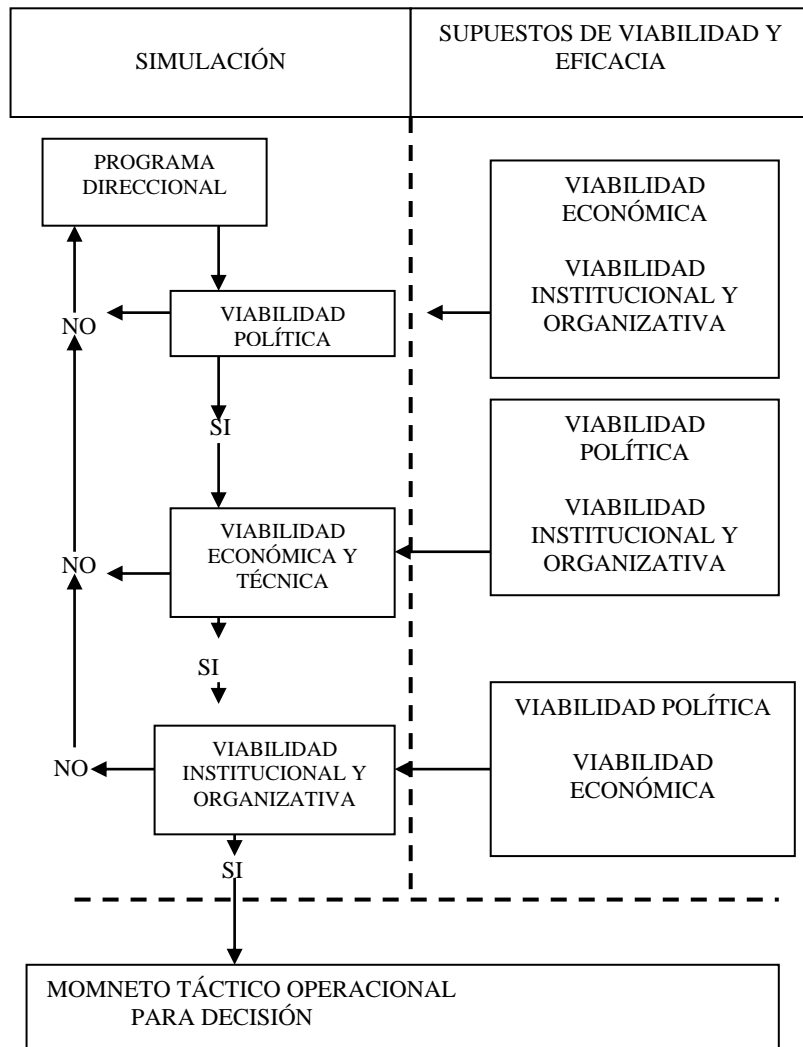 SIMULACIÓN
SUPUESTOS DE VIABILIDAD Y
EFICACIA
PROGRAMA
DIRECCIONAL
VIABILIDAD
ECONÓMICA
VIABILIDAD
INSTITUCIONAL Y
ORGANIZATIVA
NO
VIABILIDAD
POLÍTICA
SI
VIABILIDAD
POLÍTICA
VIABILIDAD
INSTITUCIONAL Y
ORGANIZATIVA
NO
VIABILIDAD
ECONÓMICA Y
TÉCNICA
SI
VIABILIDAD POLÍTICA
VIABILIDAD
ECONÓMICA
NO
VIABILIDAD
INSTITUCIONAL Y
ORGANIZATIVA
SI
MOMNETO TÁCTICO OPERACIONAL
PARA DECISIÓN